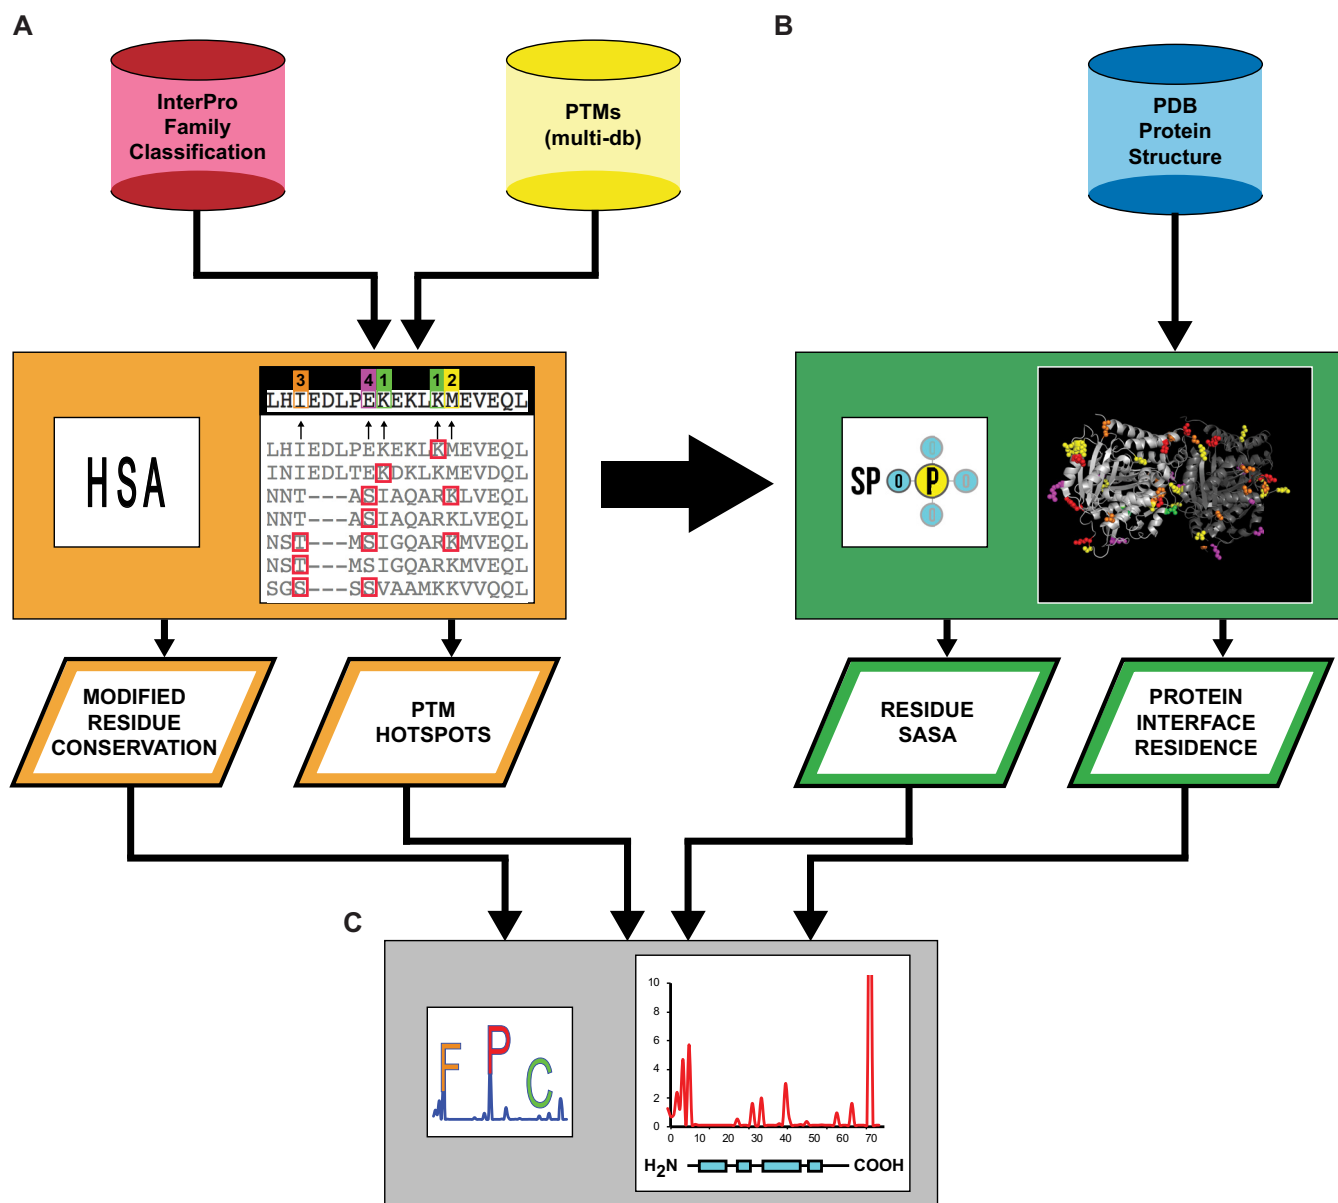 A
B
InterPro
Family
Classification
PTMs
(multi-db)
PDB
Protein
Structure
HSA
3 4 1 1 2
LHIEDLPEKEKLKMEVEQL
LHIEDLPEKEKLKMEVEQL
INIEDLTEKDKLKMEVDQL
NNT---ASIAQARKLVEQL
NNT---ASIAQARKLVEQL
NST---MSIGQARKMVEQL
NST---MSIGQARKMVEQL
SGS---SSVAAMKKVVQQL
SP O P O
O
O
MODIFIED
RESIDUE
CONSERVATION
PTM
HOTSPOTS
RESIDUE
SASA
PROTEIN
INTERFACE
RESIDENCE
C
F P C
10
8
6
4
2
0
0 10 20 30 40 50 60 70
H2N COOH